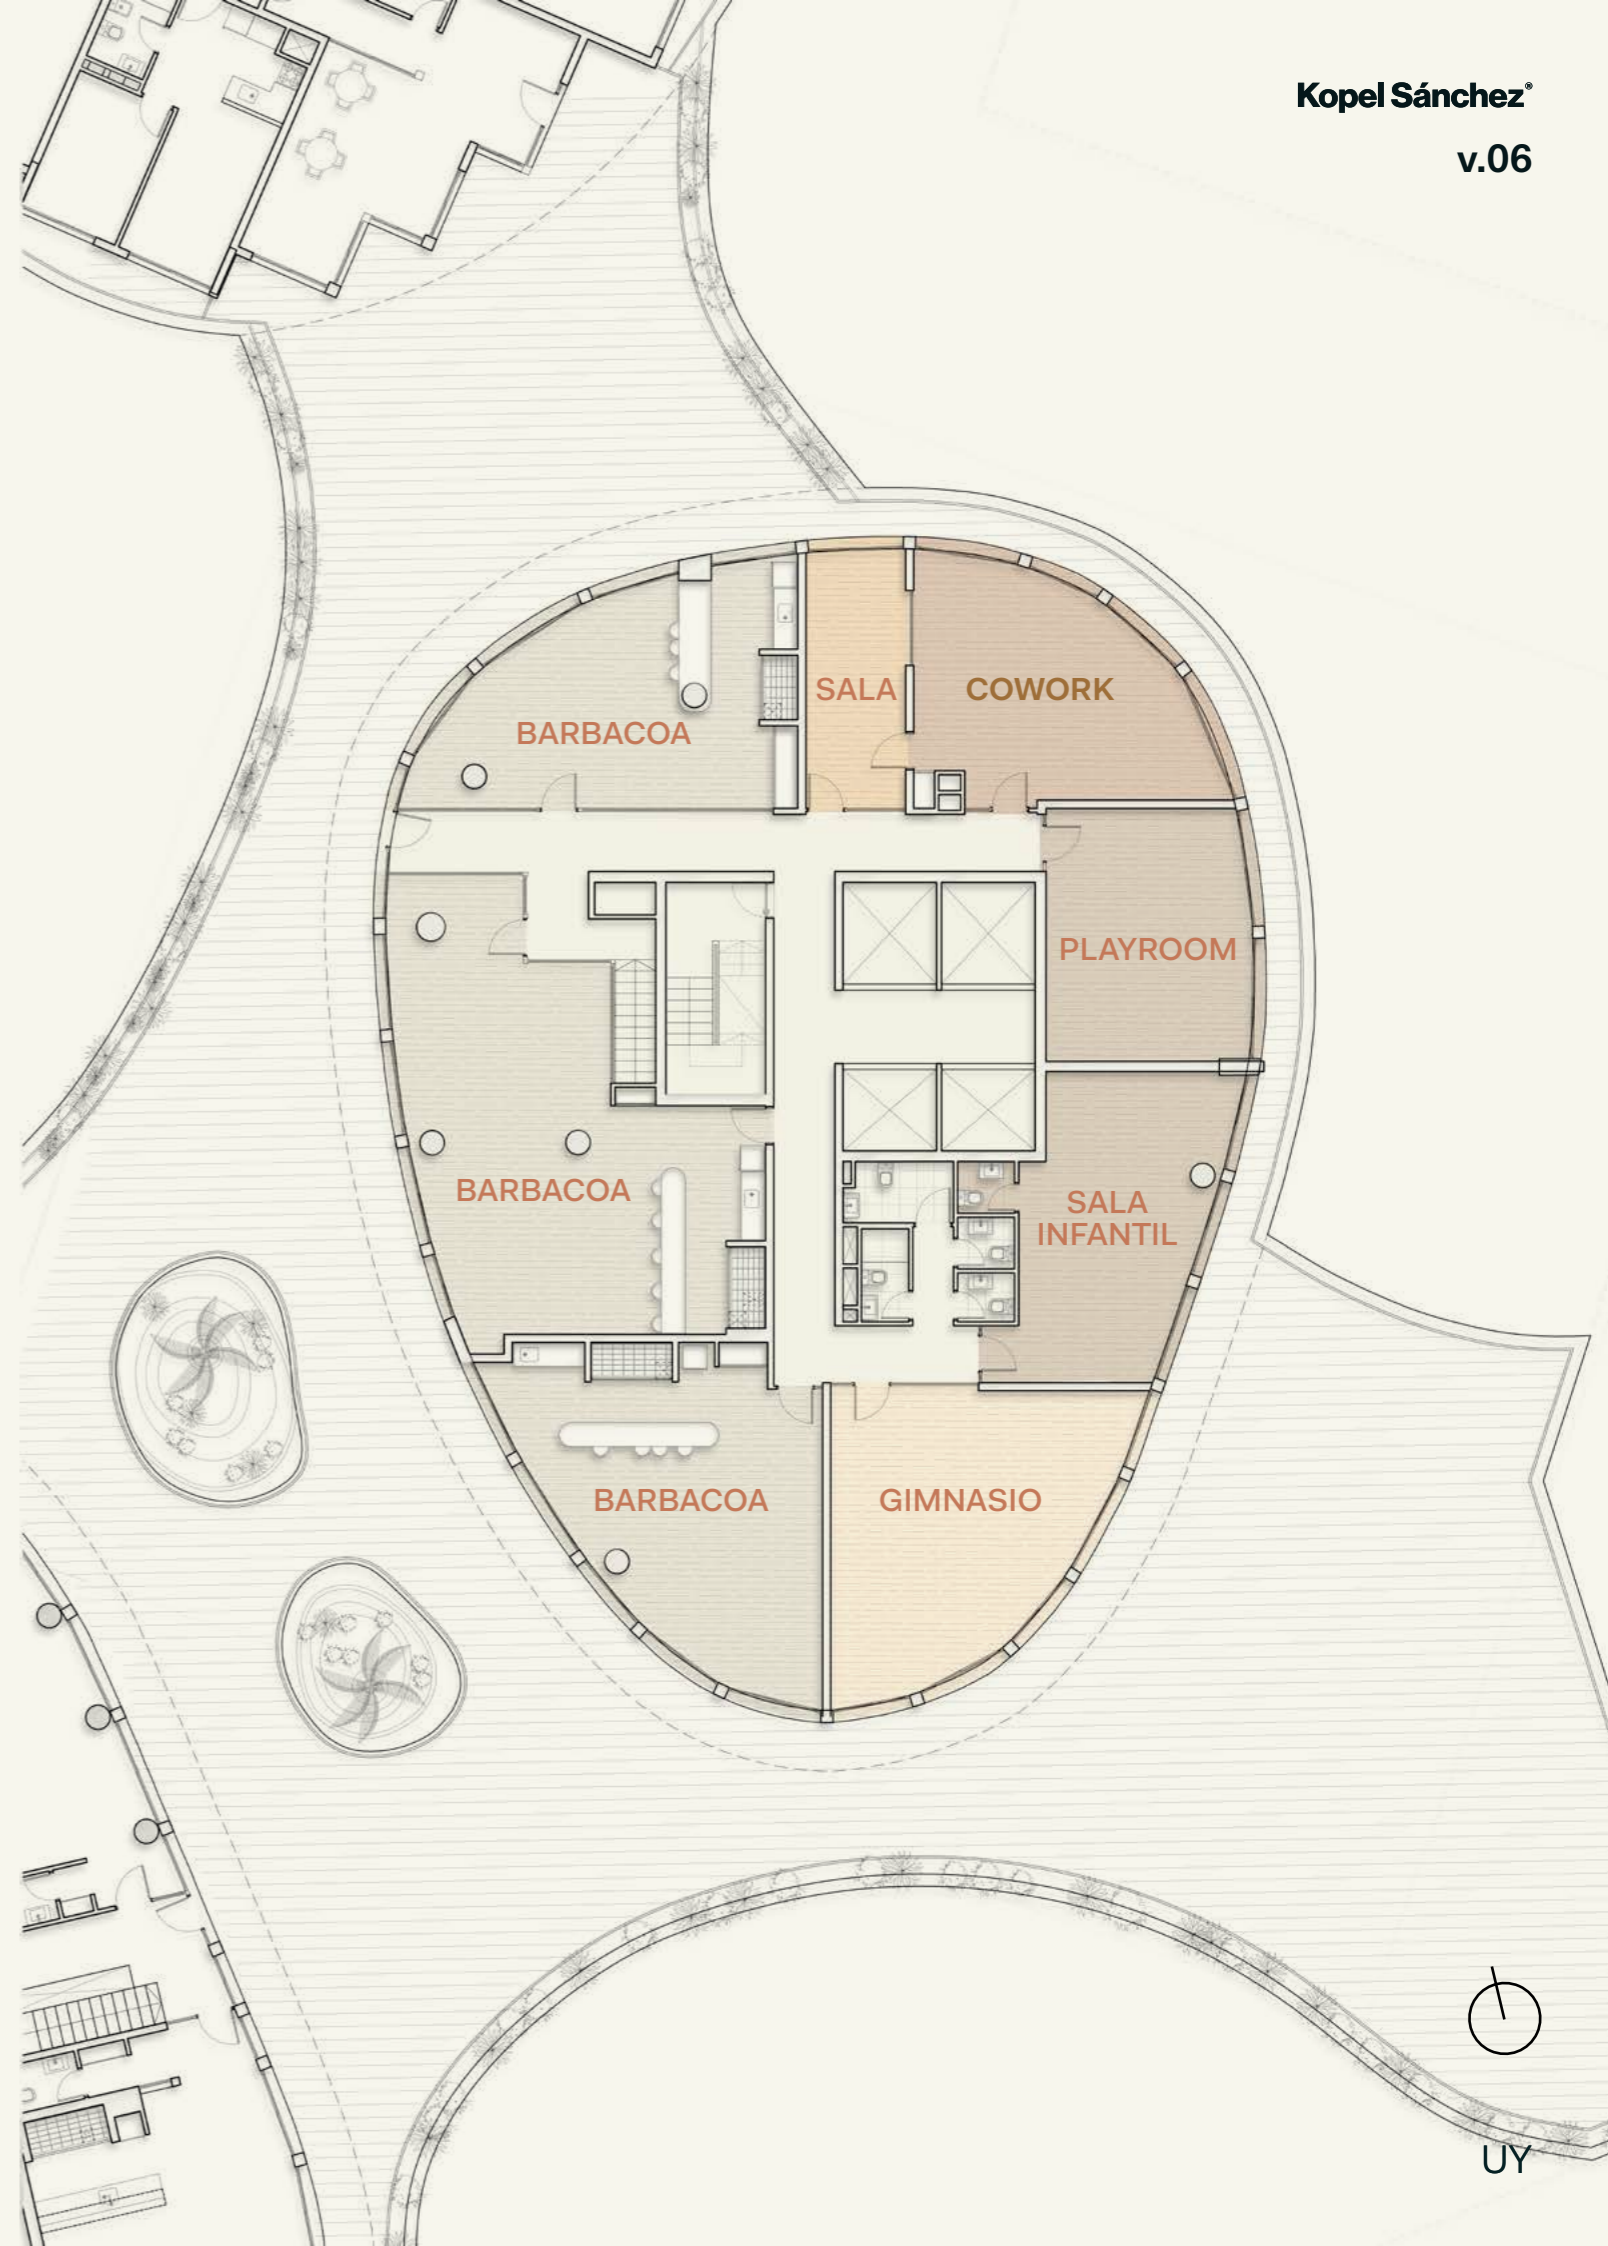 Kopel Sánchez®
v.06
SALA
COWORK
BARBACOA
PLAYROOM
BARBACOA
SALA
INFANTIL
BARBACOA
GIMNASIO
UY